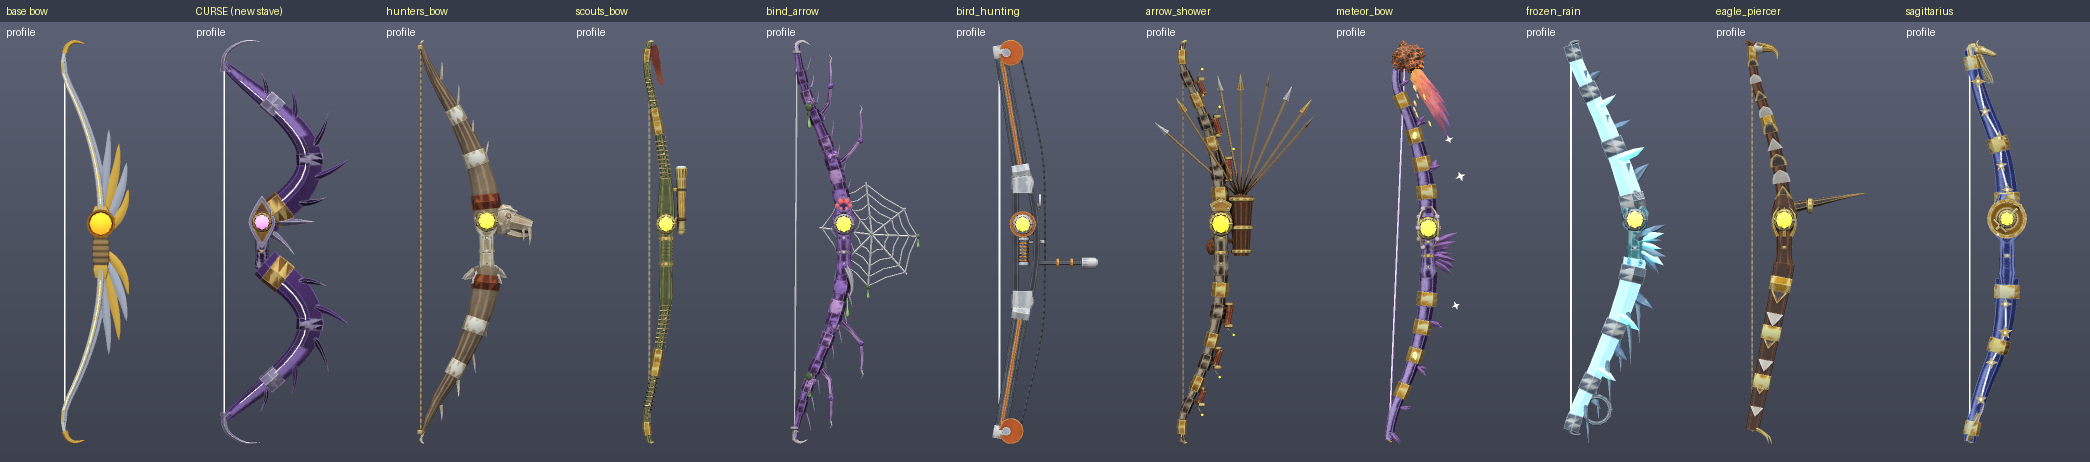 base bow
CURSE (new stave)
hunters_bow
scouts_bow
bind_arrow
bird_hunting
arrow_shower
meteor_bow
frozen_rain
eagle_piercer
sagittarius
profile
profile
profile
profile
profile
profile
profile
profile
profile
profile
profile